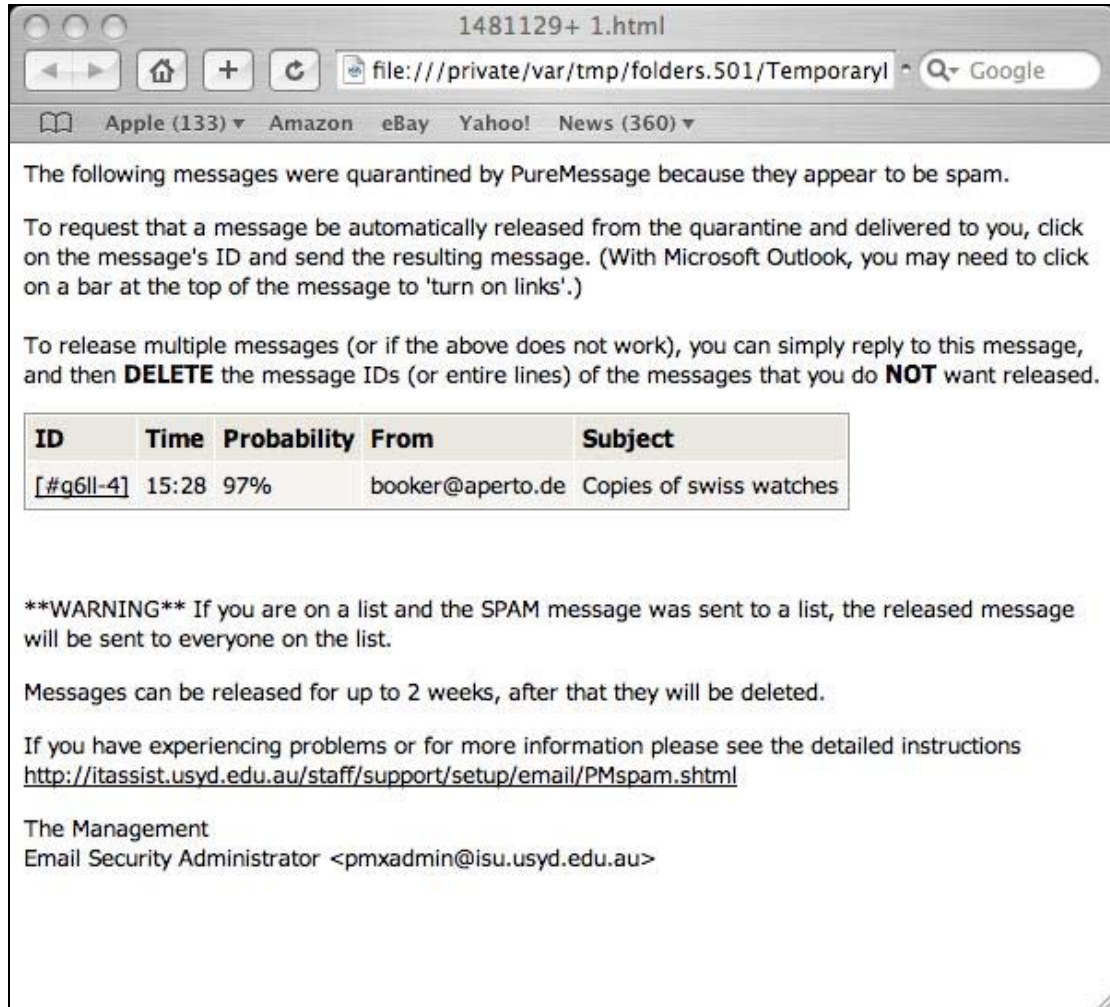 1481129+ 1.html
file:///private/var/tmp/folders.501/Temporaryl
Google
Apple (133) Amazon eBay Yahoo! News (360)
The following messages were quarantined by PureMessage because they appear to be spam.
To request that a message be automatically released from the quarantine and delivered to you, click
on the message's ID and send the resulting message. (With Microsoft Outlook, you may need to click
on a bar at the top of the message to 'turn on links'.)
To release multiple messages (or if the above does not work), you can simply reply to this message,
and then DELETE the message IDs (or entire lines) of the messages that you do NOT want released.
ID Time Probability From Subject
[#g6ll-4] 15:28 97% booker@aperto.de Copies of swiss watches
**WARNING** If you are on a list and the SPAM message was sent to a list, the released message
will be sent to everyone on the list.
Messages can be released for up to 2 weeks, after that they will be deleted.
If you have experiencing problems or for more information please see the detailed instructions
http://itassist.usyd.edu.au/staff/support/setup/email/PMspam.shtml
The Management
Email Security Administrator <pmxadmin@isu.usyd.edu.au>